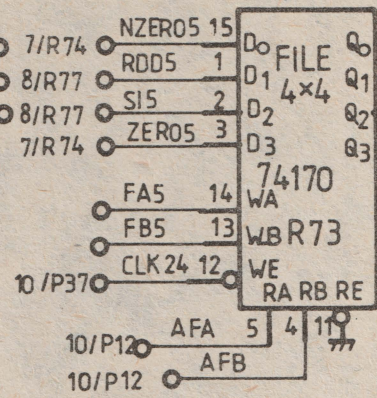 7/R74 NZERO5 15 D0 FILE Q0
8/R77 RDD5 1 D1 4×4 Q1
8/R77 SI5 2 D2 Q2
7/R74 ZERO5 3 D3 Q3
74170
FA5 14 WA
FB5 13 WB R73
10/P37 CLK24 12 WE
RA RB RE
10/P12 AFA 5 4 11
10/P12 AFB